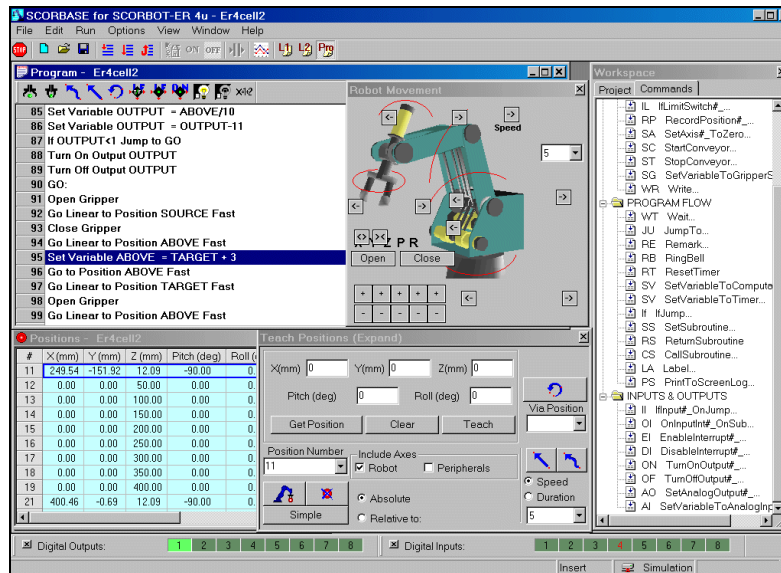 SCORBASE for SCORBOT-ER 4u - Er4cell2
File Edit Run Options View Window Help
STOP ON OFF L1 L2 Prg
Program - Er4cell2
85 Set Variable OUTPUT = ABOVE/10
86 Set Variable OUTPUT = OUTPUT-11
87 If OUTPUT<1 Jump to GO
88 Turn On Output OUTPUT
89 Turn Off Output OUTPUT
90 GO:
91 Open Gripper
92 Go Linear to Position SOURCE Fast
93 Close Gripper
94 Go Linear to Position ABOVE Fast
95 Set Variable ABOVE = TARGET + 3
96 Go to Position ABOVE Fast
97 Go Linear to Position TARGET Fast
98 Open Gripper
99 Go Linear to Position ABOVE Fast
Robot Movement
Speed
5
Z P R
Open Close
+ + + + +
- - - - -
Workspace
Project Commands
IL IfLimitSwitch#_...
RP RecordPosition#_...
SA SetAxis#_ToZero...
SC StartConveyor...
ST StopConveyor...
SG SetVariableToGripperS
WR Write...
PROGRAM FLOW
WT Wait...
JU JumpTo...
RE Remark...
RB RingBell
RT ResetTimer
SV SetVariableToComputa
SV SetVariableToTimer...
If IfJump...
SS SetSubroutine...
RS ReturnSubroutine
CS CallSubroutine...
LA Label...
PS PrintToScreenLog...
INPUTS & OUTPUTS
II IfInput#_OnJump...
OI OnInputInt#_OnSub...
EI EnableInterrupt#_...
DI DisableInterrupt#_...
ON TurnOnOutput#_...
OF TurnOffOutput#_...
AO SetAnalogOutput#_...
AI SetVariableToAnalogInp
Positions - Er4cell2
# X (mm) Y (mm) Z (mm) Pitch (deg) Roll (
11 249.54 -151.92 12.09 -90.00 0.
12 0.00 0.00 50.00 0.00 0.
13 0.00 0.00 100.00 0.00 0.
14 0.00 0.00 150.00 0.00 0.
15 0.00 0.00 200.00 0.00 0.
16 0.00 0.00 250.00 0.00 0.
17 0.00 0.00 300.00 0.00 0.
18 0.00 0.00 350.00 0.00 0.
19 0.00 0.00 400.00 0.00 0.
21 400.46 -0.69 12.09 -90.00 0.
Teach Positions (Expand)
X(mm) 0 Y(mm) 0 Z(mm) 0
Pitch (deg) 0 Roll (deg) 0
Get Position Clear Teach
Via Position
Position Number
11
Include Axes
Robot Peripherals
Simple
Absolute
Relative to:
Speed
Duration
5
Digital Outputs: 1 2 3 4 5 6 7 8
Digital Inputs: 1 2 3 4 5 6 7 8
Insert Simulation